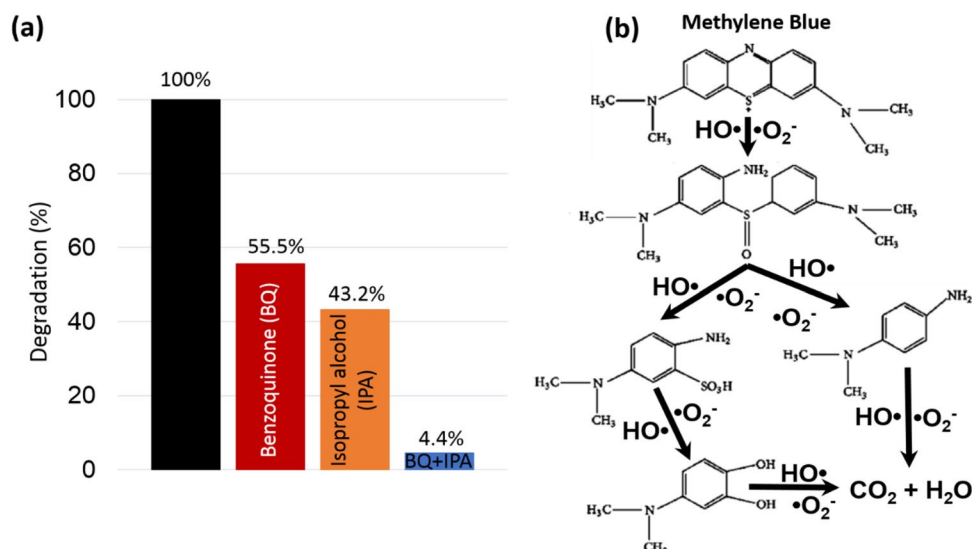 (a)
Degradation (%)
100
80
60
40
20
0
100%
55.5%
43.2%
4.4%
Benzoquinone (BQ)
Isopropyl alcohol
(IPA)
BQ+IPA
(b)
Methylene Blue
N
S
H₃C
N
CH₃
N
CH₃
CH₃
HO• •O₂⁻
NH₂
H₃C
N
CH₃
S
O
N
CH₃
CH₃
HO•
•O₂⁻
HO•
•O₂⁻
NH₂
SO₃H
H₃C
N
CH₃
NH₂
H₃C
N
CH₃
HO• •O₂⁻
HO• •O₂⁻
OH
OH
H₃C
N
HO•
•O₂⁻
CO₂ + H₂O